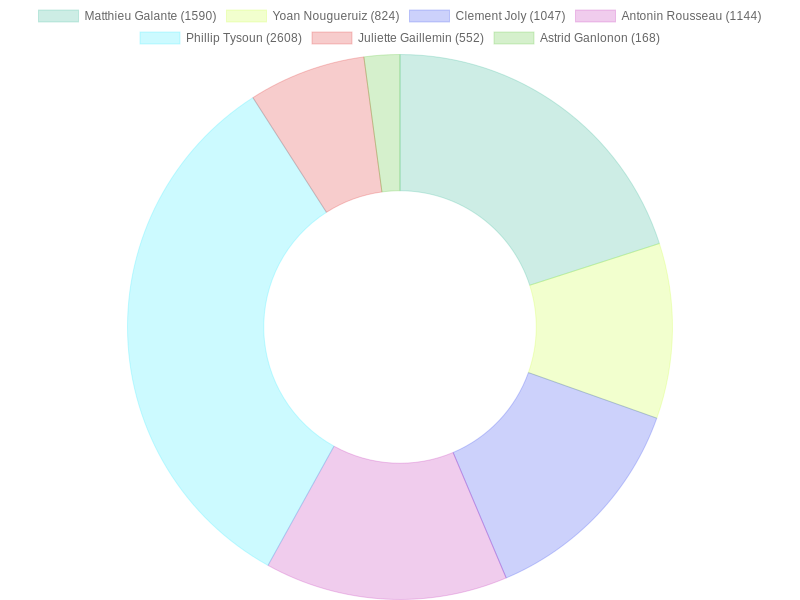 Matthieu Galante (1590) Yoan Nougueruiz (824) Clement Joly (1047) Antonin Rousseau (1144)
Phillip Tysoun (2608) Juliette Gaillemin (552) Astrid Ganlonon (168)